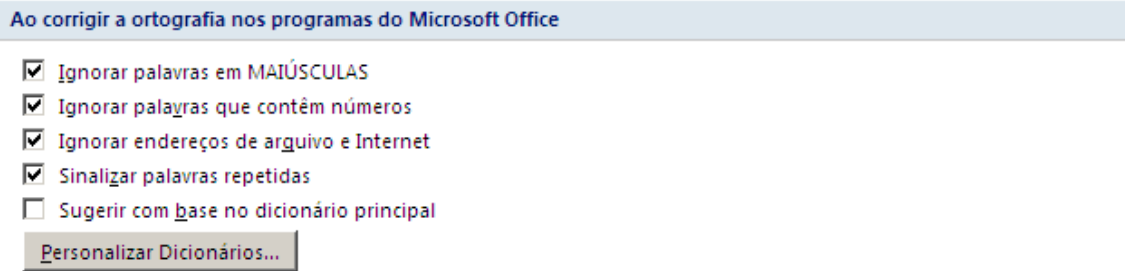 Ao corrigir a ortografia nos programas do Microsoft Office
Ignorar palavras em MAIÚSCULAS
Ignorar palavras que contêm números
Ignorar endereços de arquivo e Internet
Sinalizar palavras repetidas
Sugerir com base no dicionário principal
Personalizar Dicionários...